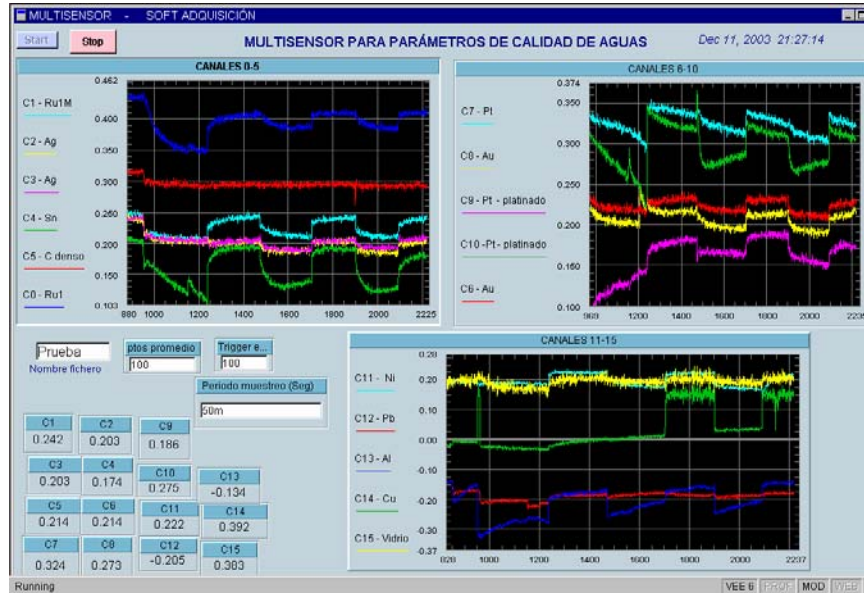 MULTISENSOR - SOFT ADQUISICIÓN
Start
Stop
MULTISENSOR PARA PARÁMETROS DE CALIDAD DE AGUAS
Dec 11, 2003 21:27:14
CANALES 0-5
0.462
0.400
0.350
0.300
0.250
0.200
0.150
0.103
C1 - Ru1M
C2 - Ag
C3 - Ag
C4 - Sn
C5 - C denso
C0 - Ru1
880 1000 1200 1400 1600 1800 2000 2225
CANALES 6-10
0.374
0.350
0.300
0.250
0.200
0.150
0.100
C7 - Pt
C8 - Au
C9 - Pt - platinado
C10 -Pt- platinado
C6 - Au
1200 1400 1600 1800 2000 2225
Prueba
Nombre fichero
ptos promedio
100
Trigger e...
100
Periodo muestreo (Seg)
50m
C1
0.242
C2
0.203
C9
0.186
C3
0.203
C4
0.174
C10
0.275
C13
-0.134
C5
0.214
C6
0.214
C11
0.222
C14
0.392
C7
0.324
C8
0.273
C12
-0.205
C15
0.383
CANALES 11-15
0.28
0.20
0.10
0.00
-0.10
-0.20
-0.30
-0.37
C11 - Ni
C12 - Pb
C13 - Al
C14 - Cu
C15 - Vidrio
828 1000 1200 1400 1600 1800 2000 2237
Running
VEE 6 PROF MOD WEB